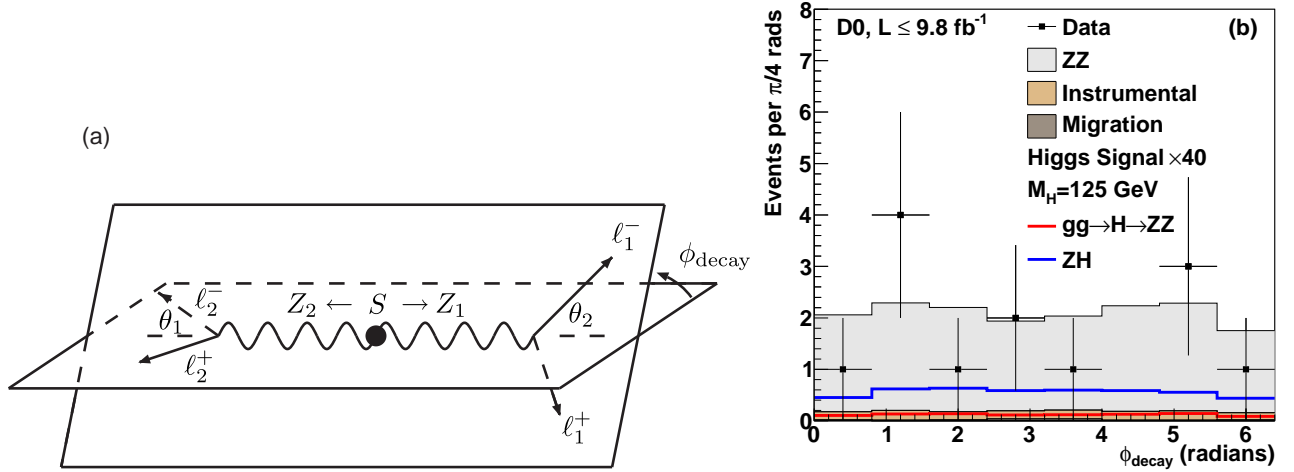 (a)
ℓ₁⁻
ϕdecay
ℓ₂⁻
Z₂ ← S → Z₁
θ₁
θ₂
ℓ₂⁺
ℓ₁⁺
Events per π/4 rads
8
7
6
5
4
3
2
1
0
D0, L ≤ 9.8 fb⁻¹
(b)
Data
ZZ
Instrumental
Migration
Higgs Signal ×40
M_H=125 GeV
gg→H→ZZ
ZH
0 1 2 3 4 5 6
ϕdecay (radians)